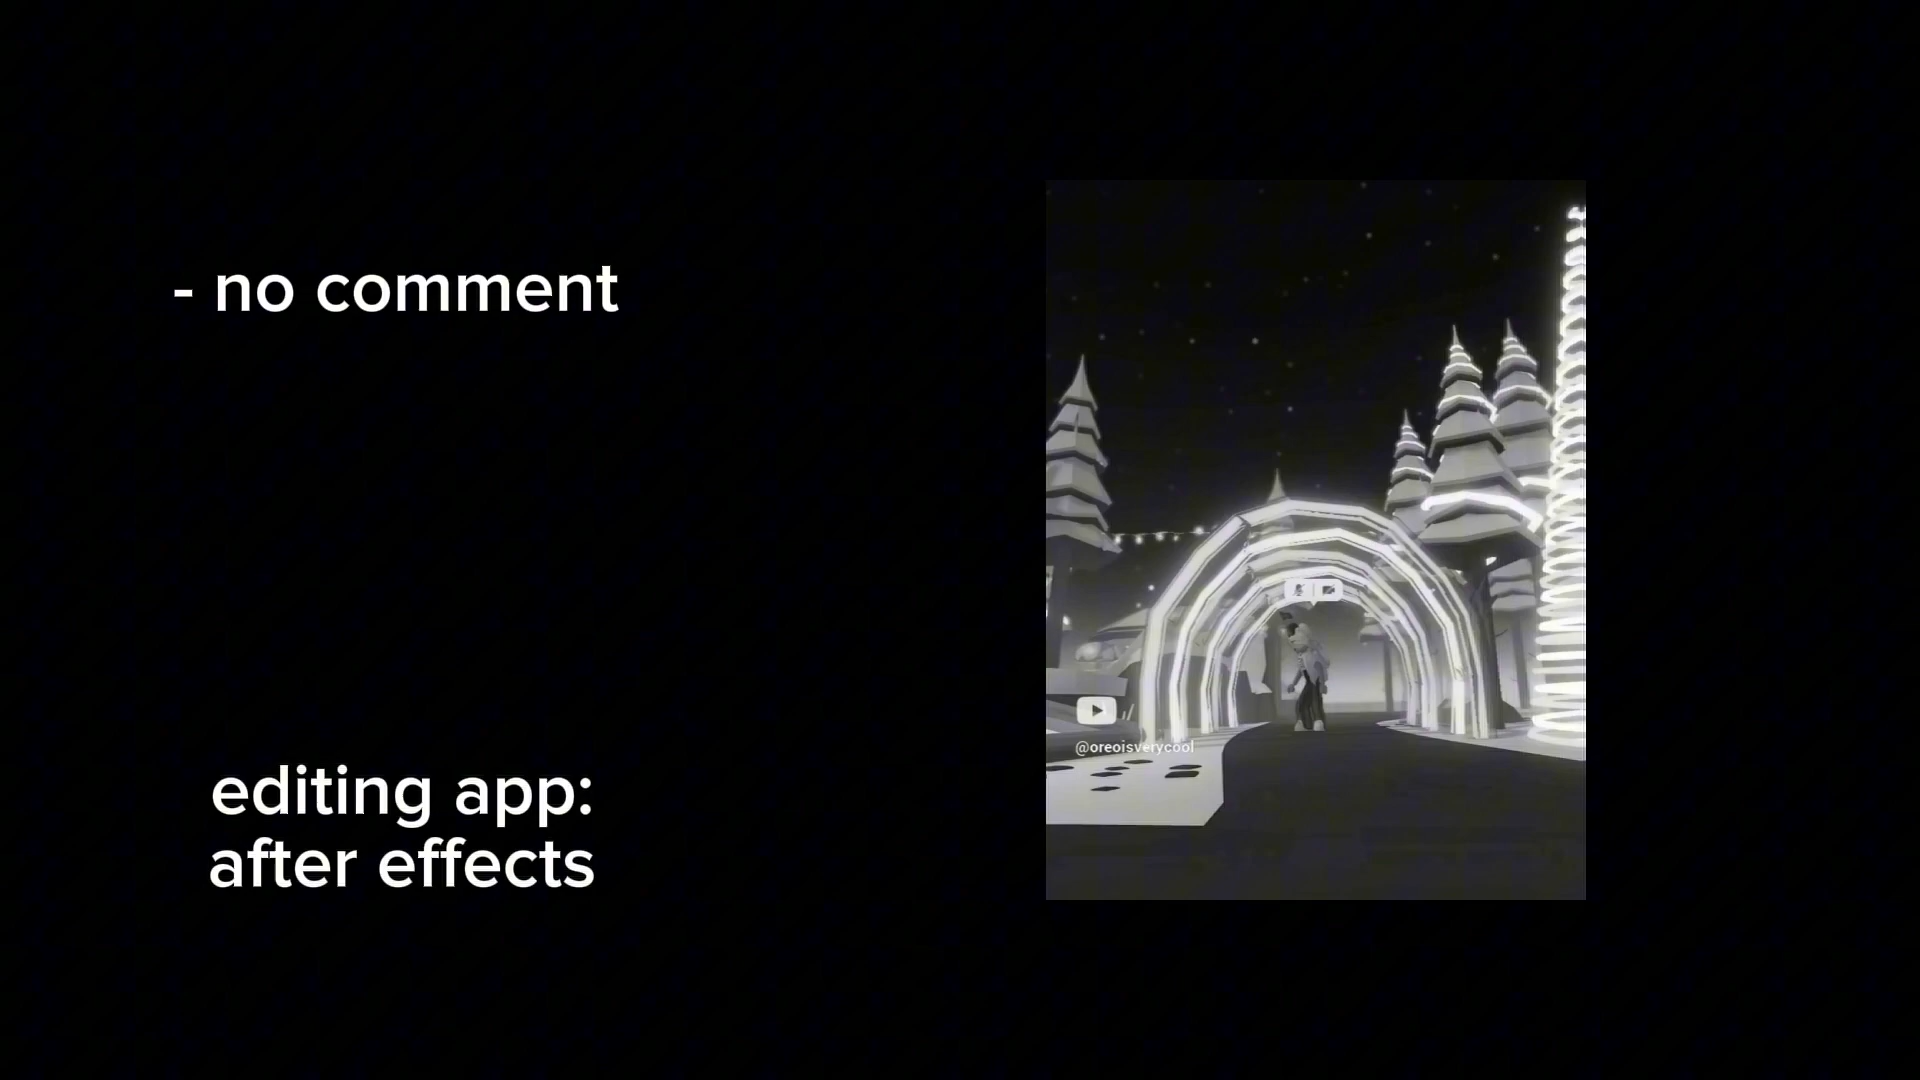 - no comment
editing app:
after effects
@oreoisverycool